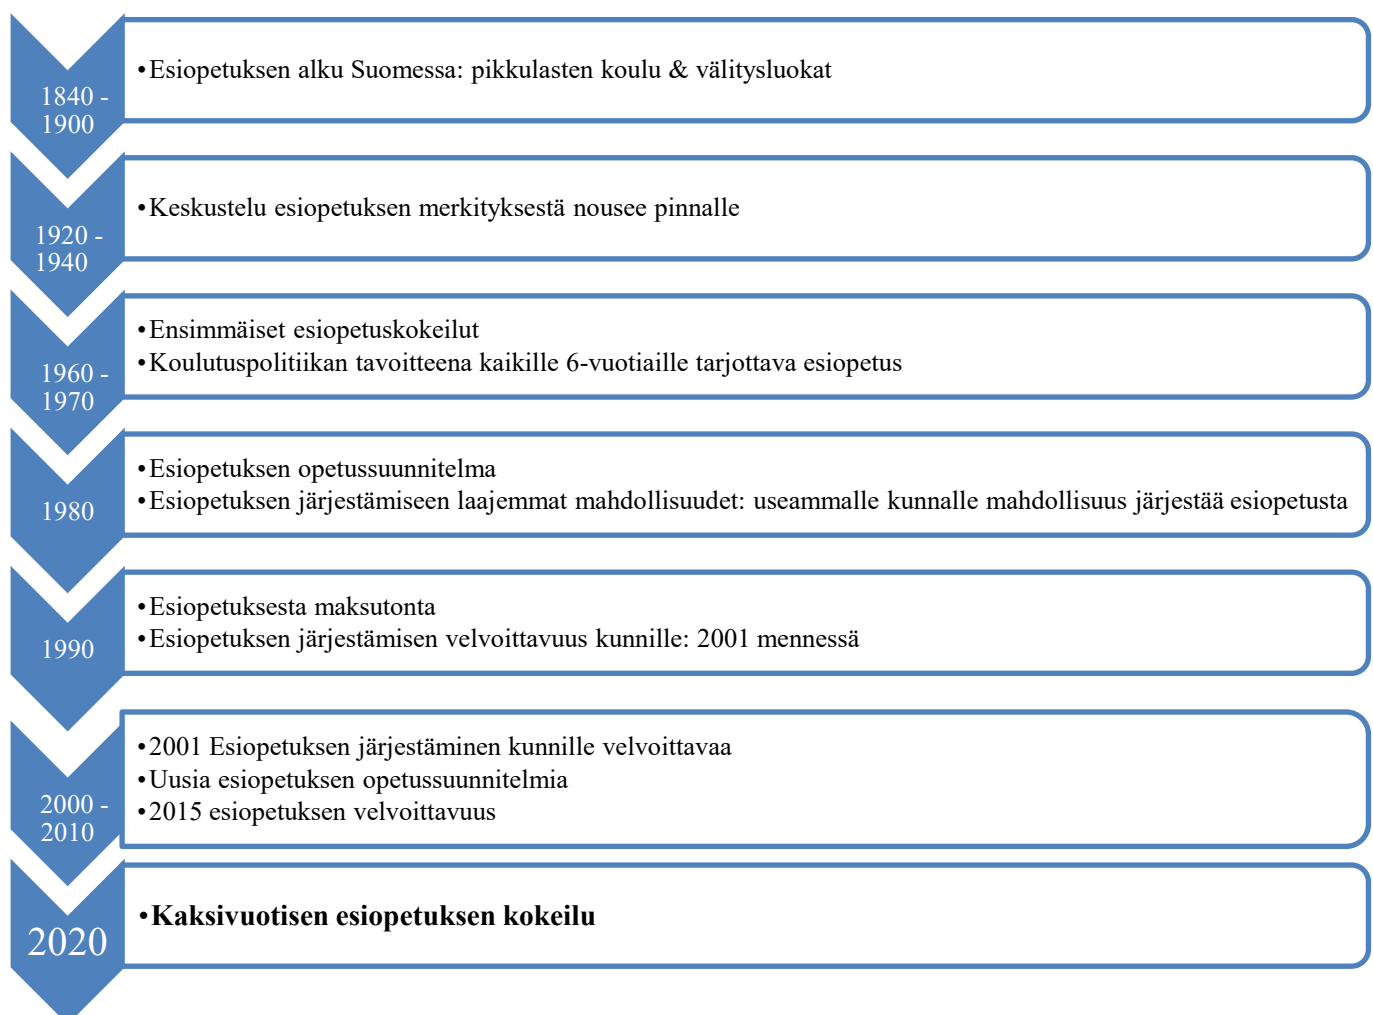 1840 -
1900
•Esiopetuksen alku Suomessa: pikkulasten koulu & välitysluokat
1920 -
1940
•Keskustelu esiopetuksen merkityksestä nousee pinnalle
1960 -
1970
•Ensimmäiset esiopetuskokeilut
•Koulutuspolitiikan tavoitteena kaikille 6-vuotiaille tarjottava esiopetus
1980
•Esiopetuksen opetussuunnitelma
•Esiopetuksen järjestämiseen laajemmat mahdollisuudet: useammalle kunnalle mahdollisuus järjestää esiopetusta
1990
•Esiopetuksesta maksutonta
•Esiopetuksen järjestämisen velvoittavuus kunnille: 2001 mennessä
2000 -
2010
•2001 Esiopetuksen järjestäminen kunnille velvoittavaa
•Uusia esiopetuksen opetussuunnitelmia
•2015 esiopetuksen velvoittavuus
2020
•Kaksivuotisen esiopetuksen kokeilu